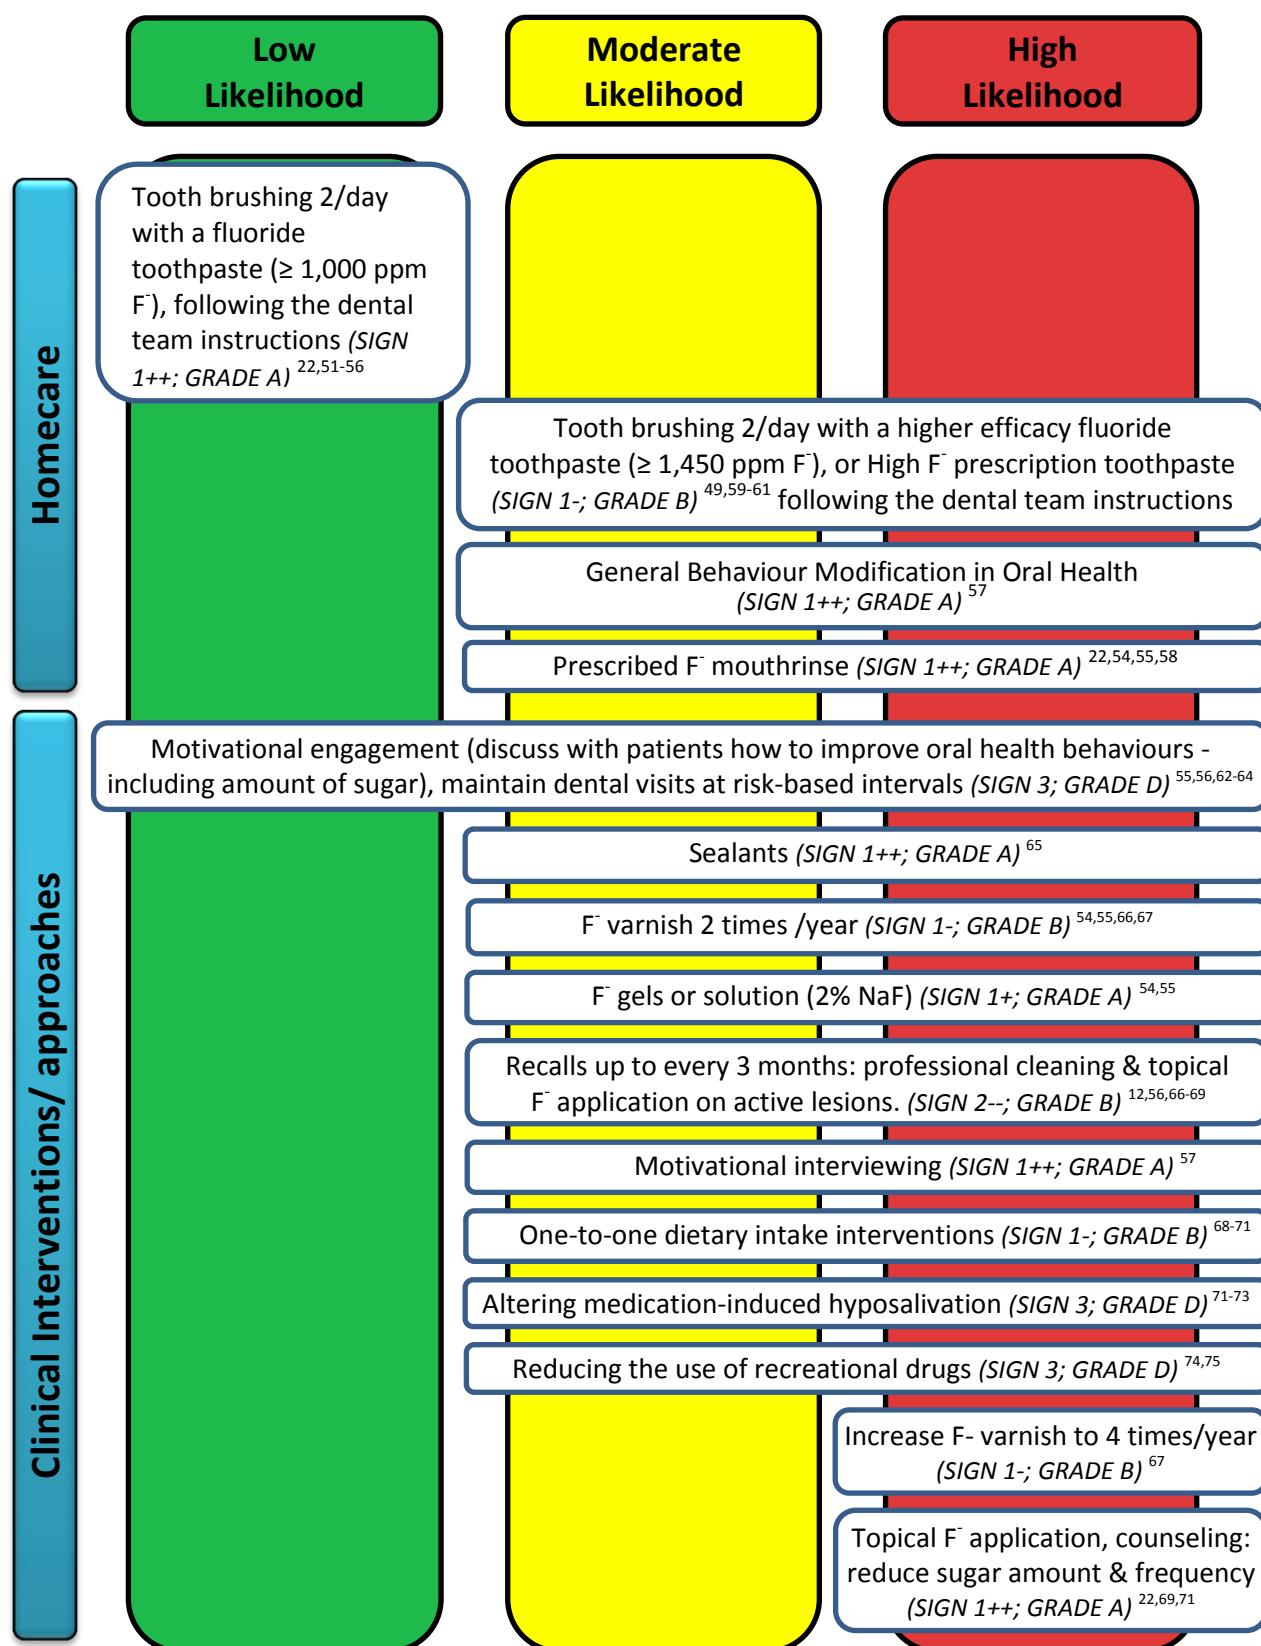 Low
Likelihood
Moderate
Likelihood
High
Likelihood
Homecare
Tooth brushing 2/day
with a fluoride
toothpaste (≥ 1,000 ppm
F⁻), following the dental
team instructions (SIGN
1++; GRADE A) 22,51-56
Tooth brushing 2/day with a higher efficacy fluoride
toothpaste (≥ 1,450 ppm F⁻), or High F⁻ prescription toothpaste
(SIGN 1-; GRADE B) 49,59-61 following the dental team instructions
General Behaviour Modification in Oral Health
(SIGN 1++; GRADE A) 57
Prescribed F⁻ mouthrinse (SIGN 1++; GRADE A) 22,54,55,58
Clinical Interventions/ approaches
Motivational engagement (discuss with patients how to improve oral health behaviours -
including amount of sugar), maintain dental visits at risk-based intervals (SIGN 3; GRADE D) 55,56,62-64
Sealants (SIGN 1++; GRADE A) 65
F⁻ varnish 2 times /year (SIGN 1-; GRADE B) 54,55,66,67
F⁻ gels or solution (2% NaF) (SIGN 1+; GRADE A) 54,55
Recalls up to every 3 months: professional cleaning & topical
F⁻ application on active lesions. (SIGN 2--; GRADE B) 12,56,66-69
Motivational interviewing (SIGN 1++; GRADE A) 57
One-to-one dietary intake interventions (SIGN 1-; GRADE B) 68-71
Altering medication-induced hyposalivation (SIGN 3; GRADE D) 71-73
Reducing the use of recreational drugs (SIGN 3; GRADE D) 74,75
Increase F- varnish to 4 times/year
(SIGN 1-; GRADE B) 67
Topical F⁻ application, counseling:
reduce sugar amount & frequency
(SIGN 1++; GRADE A) 22,69,71